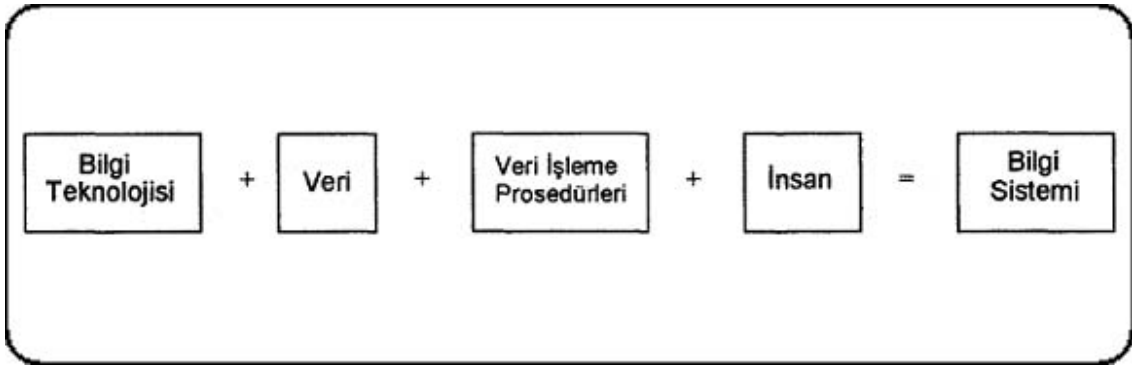 Bilgi
Teknolojisi
+
Veri
+
Veri İşleme
Prosedürleri
+
İnsan
=
Bilgi
Sistemi